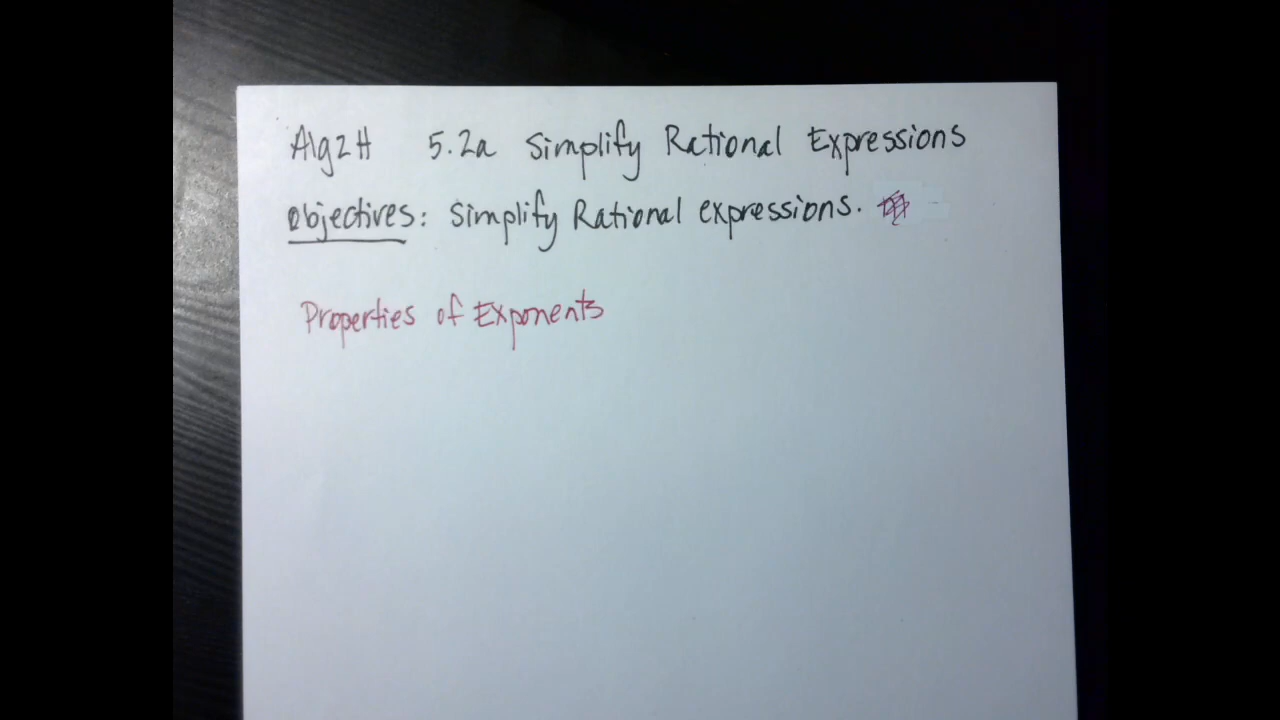 Alg2H 5.2a Simplify Rational Expressions
Objectives: Simplify Rational expressions.
Properties of Exponents